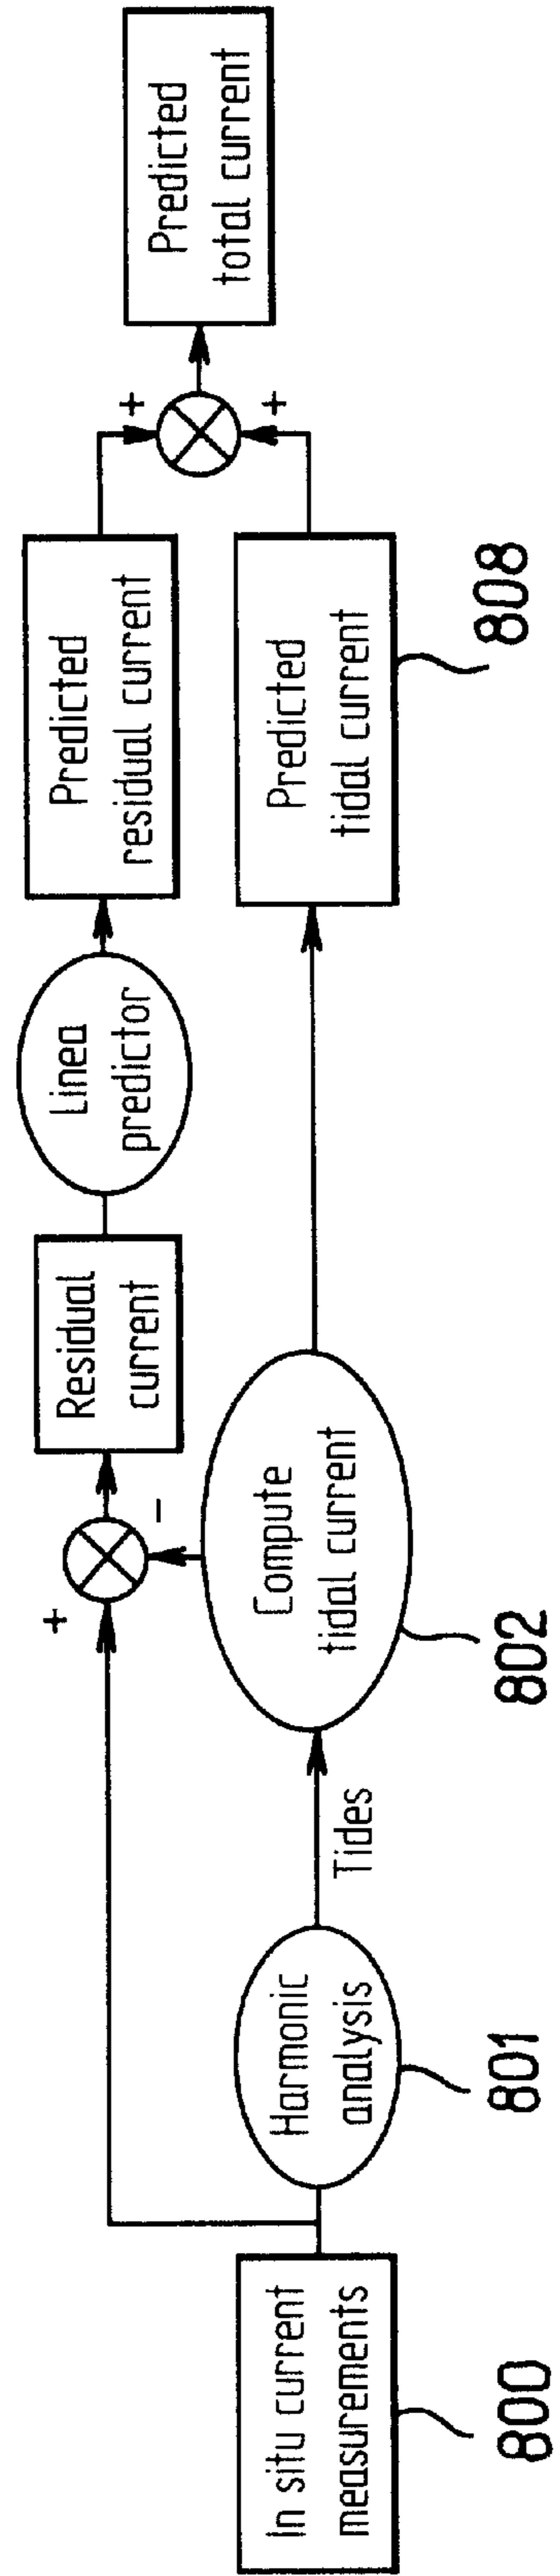 In situ current
measurements
800
Harmonic
analysis
801
Tides
Compute
tidal current
802
+
−
Residual
current
Linea
predictor
Predicted
residual current
Predicted
tidal current
808
+
+
Predicted
total current